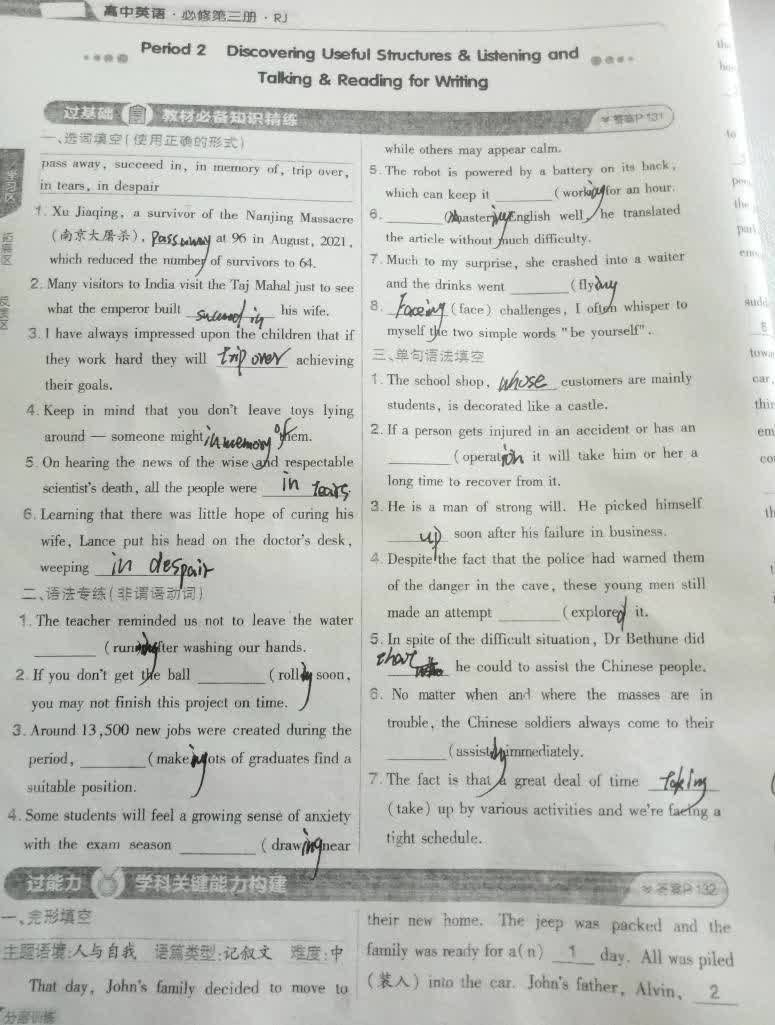 高中英语·必修第三册·RJ
Period 2 Discovering Useful Structures & Listening and
Talking & Reading for Writing
过基础 教材必备知识精练
答案P131
一、选词填空(使用正确的形式)
pass away, succeed in, in memory of, trip over,
in tears, in despair
1. Xu Jiaqing, a survivor of the Nanjing Massacre
(南京大屠杀), pass away at 96 in August, 2021,
which reduced the number of survivors to 64.
2. Many visitors to India visit the Taj Mahal just to see
what the emperor built succeed in his wife.
3. I have always impressed upon the children that if
they work hard they will trip over achieving
their goals.
4. Keep in mind that you don't leave toys lying
around — someone might in memory of them.
5. On hearing the news of the wise and respectable
scientist's death, all the people were in tears.
6. Learning that there was little hope of curing his
wife, Lance put his head on the doctor's desk,
weeping in despair
二、语法专练(非谓语动词)
1. The teacher reminded us not to leave the water
______ (running after washing our hands.
2. If you don't get the ball ______ (rolling soon,
you may not finish this project on time.
3. Around 13,500 new jobs were created during the
period, ______ (making lots of graduates find a
suitable position.
4. Some students will feel a growing sense of anxiety
with the exam season ______ (drawing near
while others may appear calm.
5. The robot is powered by a battery on its back,
which can keep it ______ (working for an hour.
6. ______ (Mastering English well, he translated
the article without much difficulty.
7. Much to my surprise, she crashed into a waiter
and the drinks went ______ (flying
8. Faceing (face) challenges, I often whisper to
myself the two simple words "be yourself".
三、单句语法填空
1. The school shop, whose customers are mainly
students, is decorated like a castle.
2. If a person gets injured in an accident or has an
______ (operation it will take him or her a
long time to recover from it.
3. He is a man of strong will. He picked himself
up soon after his failure in business.
4. Despite the fact that the police had warned them
of the danger in the cave, these young men still
made an attempt ______ (explored it.
5. In spite of the difficult situation, Dr Bethune did
he could to assist the Chinese people.
6. No matter when and where the masses are in
trouble, the Chinese soldiers always come to their
______ (assist immediately.
7. The fact is that a great deal of time taking
(take) up by various activities and we're facing a
tight schedule.
过能力 学科关键能力构建
答案P132
一、完形填空
主题语境:人与自我 语篇类型:记叙文 难度:中
That day, John's family decided to move to
their new home. The jeep was packed and the
family was ready for a(n) 1 day. All was piled
(装入) into the car. John's father, Alvin, 2